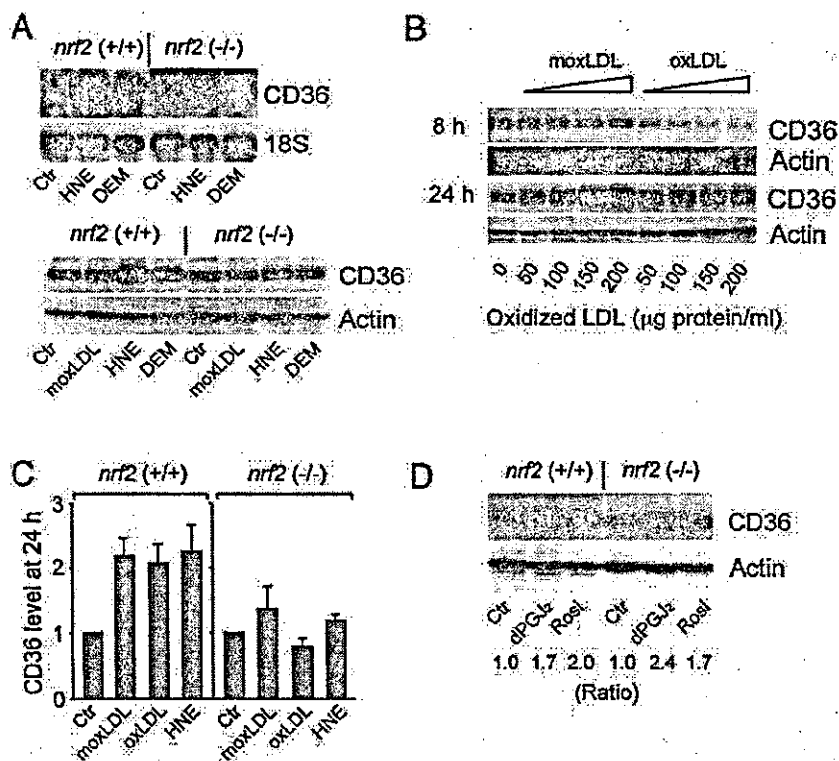 A
nrf2 (+/+) nrf2 (-/-)
CD36
18S
Ctr HNE DEM Ctr HNE DEM
nrf2 (+/+) nrf2 (-/-)
CD36
Actin
Ctr moxLDL HNE DEM Ctr moxLDL HNE DEM
B
moxLDL oxLDL
8 h CD36
Actin
24 h CD36
Actin
0 50 100 150 200 50 100 150 200
Oxidized LDL (µg protein/ml)
C
nrf2 (+/+) nrf2 (-/-)
CD36 level at 24 h
3
2
1
0
Ctr moxLDL oxLDL HNE Ctr moxLDL oxLDL HNE
D
nrf2 (+/+) nrf2 (-/-)
CD36
Actin
Ctr dPGJ2 Rosi Ctr dPGJ2 Rosi
1.0 1.7 2.0 1.0 2.4 1.7
(Ratio)